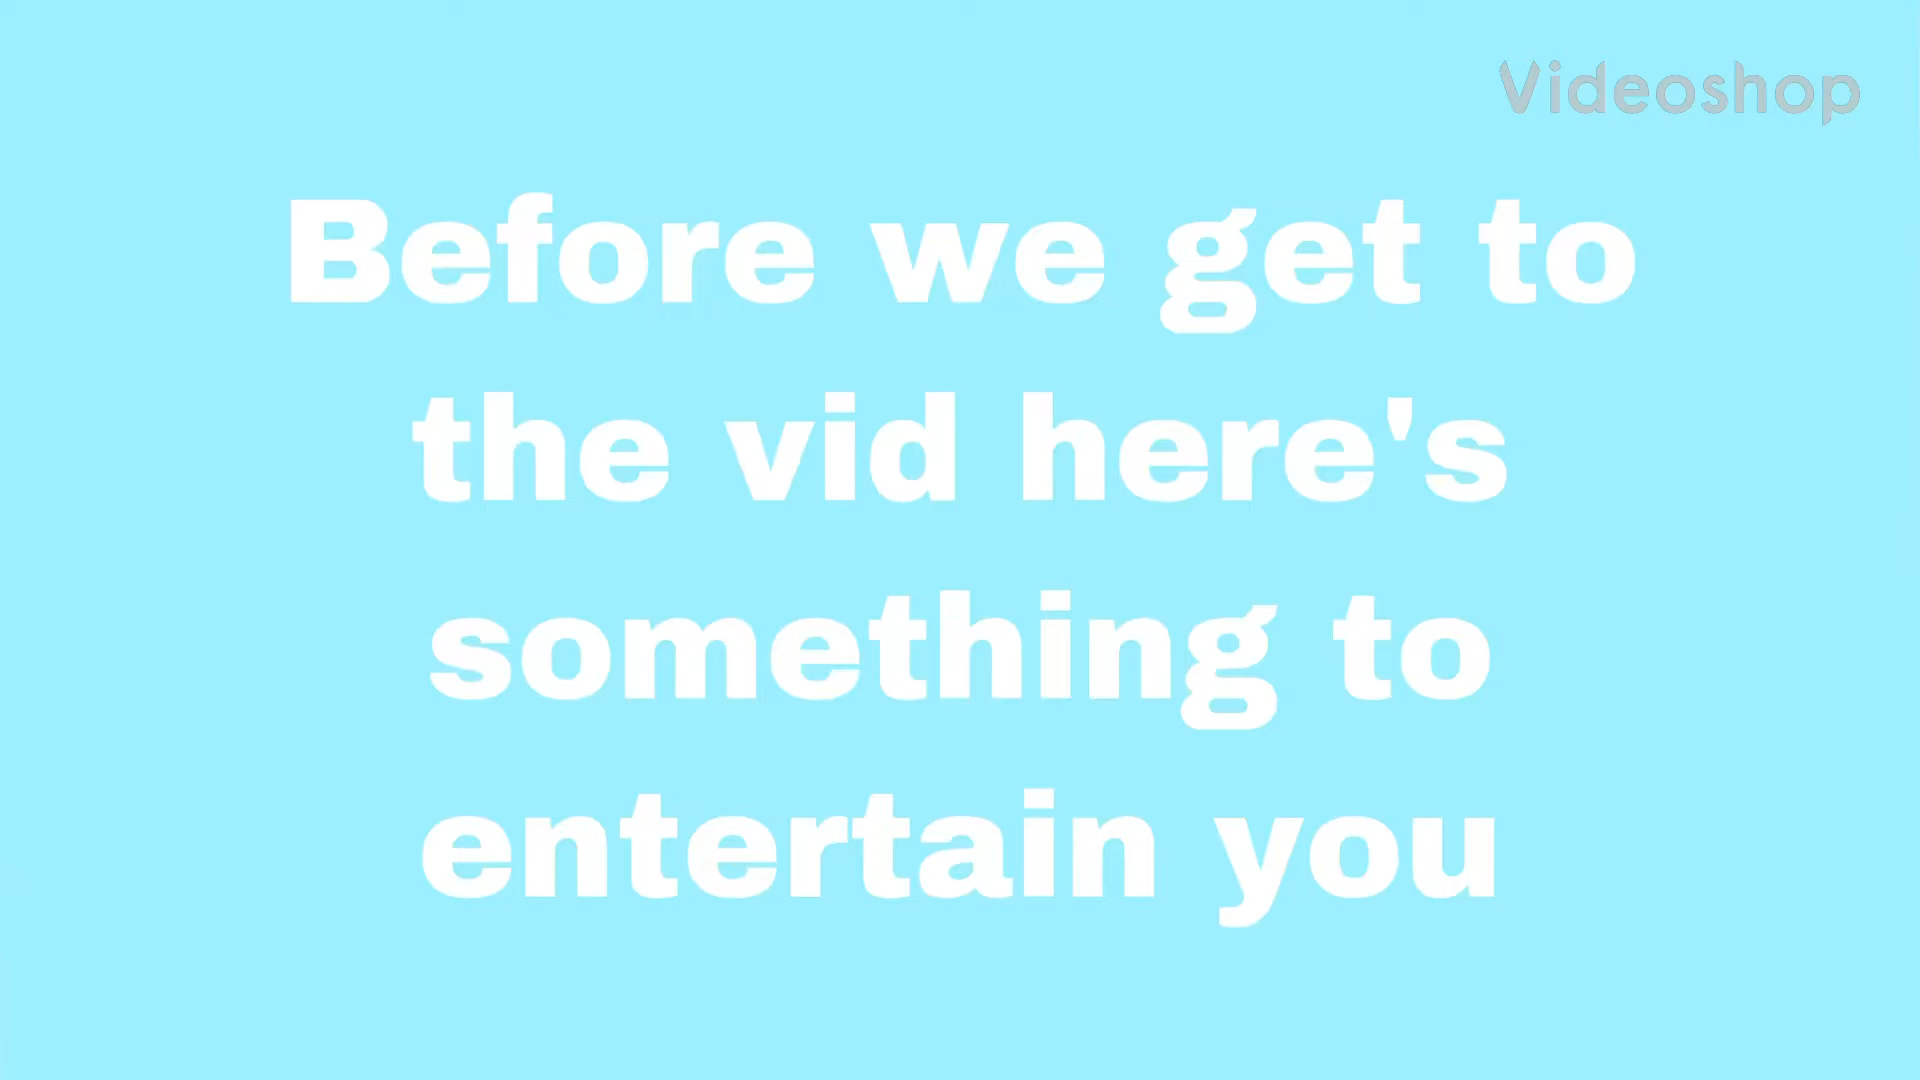 Videoshop
Before we get to
the vid here's
something to
entertain you